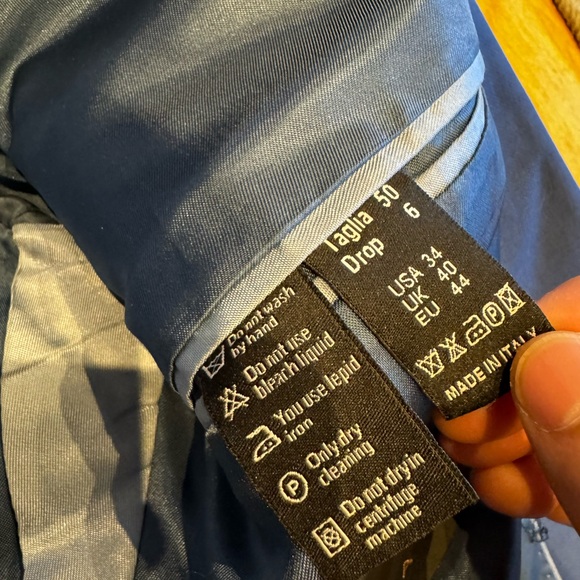 Taglia 50
Drop 6
USA 34
UK 40
EU 44
MADE IN ITALY
Do not wash
by hand
Do not use
bleach liquid
You use lepid
iron
P
Only dry
cleaning
Do not dry in
centrifuge
machine